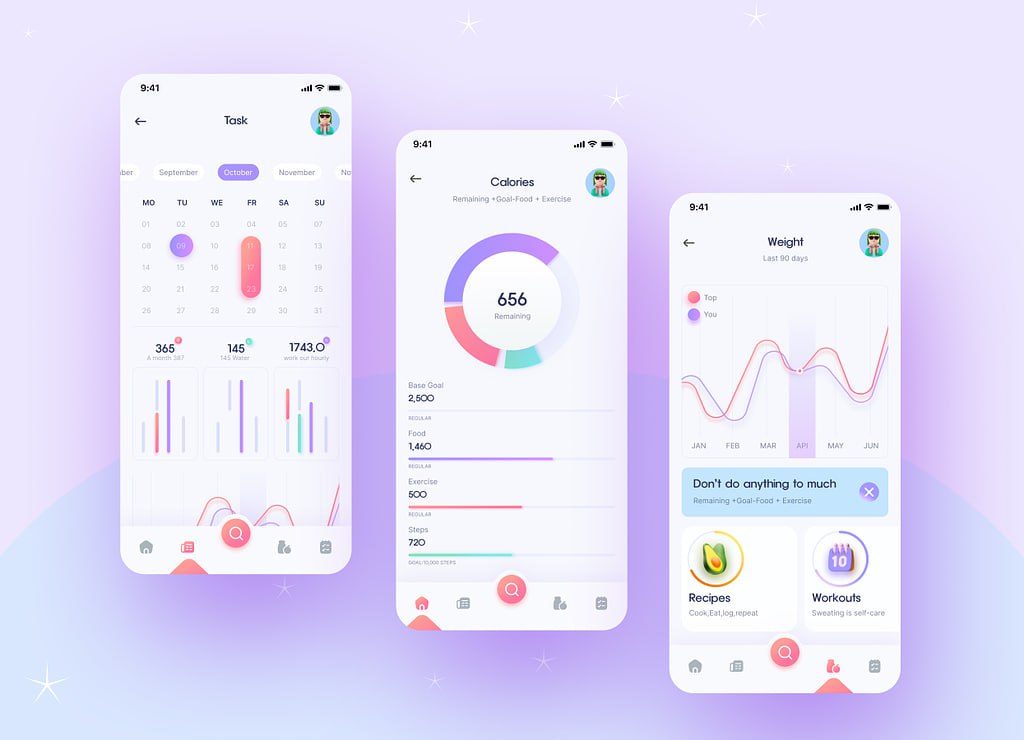 9:41
Task
ber September October November No
MO TU WE FR SA SU
01 02 03 04 05 07
08 09 10 11 12 13
14 15 16 17 18 18
20 21 22 23 24 25
26 27 28 29 30 31
365 145 1743,0
A month 387 145 Water work our hourly
9:41
Calories
Remaining +Goal-Food + Exercise
656
Remaining
Base Goal
2,500
REGULAR
Food
1,460
REGULAR
Exercise
500
REGULAR
Steps
720
GOAL:10,000 STEPS
9:41
Weight
Last 90 days
Top
You
JAN FEB MAR API MAY JUN
Don't do anything to much
Remaining +Goal-Food + Exercise
10
Recipes
Cook,Eat,log,repeat
Workouts
Sweating is self-care